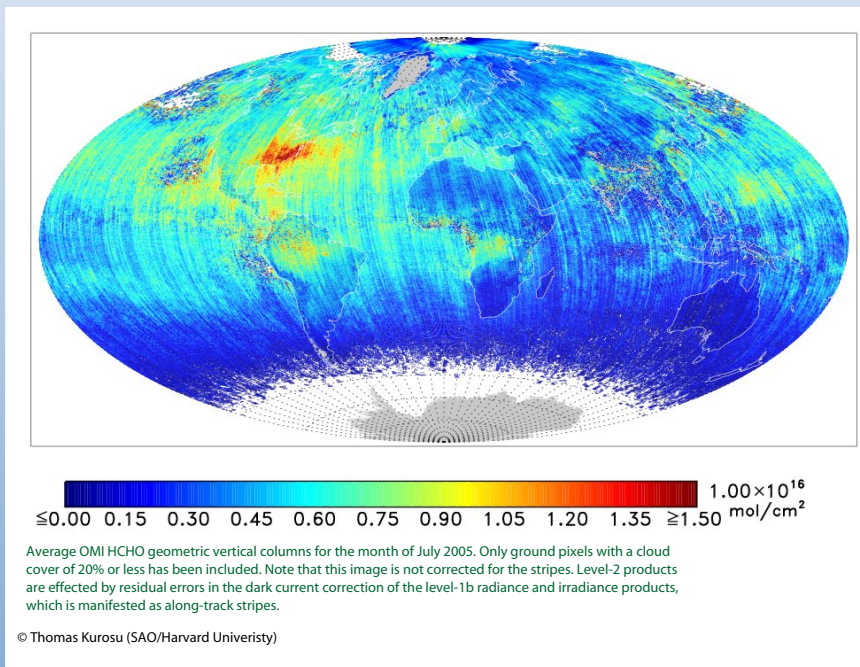 ≦0.00 0.15 0.30 0.45 0.60 0.75 0.90 1.05 1.20 1.35 ≧1.50
1.00×10¹⁶
mol/cm²
Average OMI HCHO geometric vertical columns for the month of July 2005. Only ground pixels with a cloud
cover of 20% or less has been included. Note that this image is not corrected for the stripes. Level-2 products
are effected by residual errors in the dark current correction of the level-1b radiance and irradiance products,
which is manifested as along-track stripes.
© Thomas Kurosu (SAO/Harvard Univeristy)